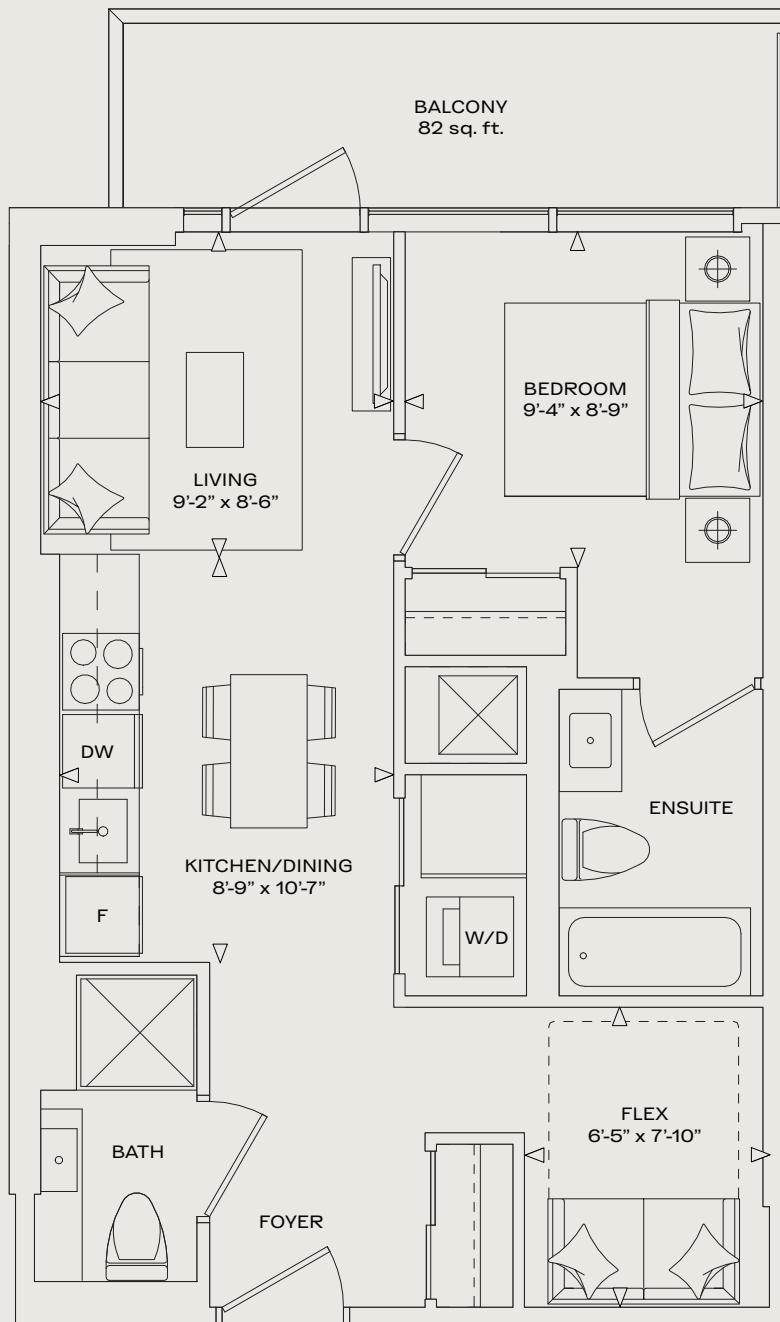 BALCONY
82 sq. ft.
BEDROOM
9'-4” x 8'-9”
LIVING
9'-2” x 8'-6”
DW
ENSUITE
KITCHEN/DINING
8'-9” x 10'-7”
F
W/D
FLEX
6'-5” x 7'-10”
BATH
FOYER